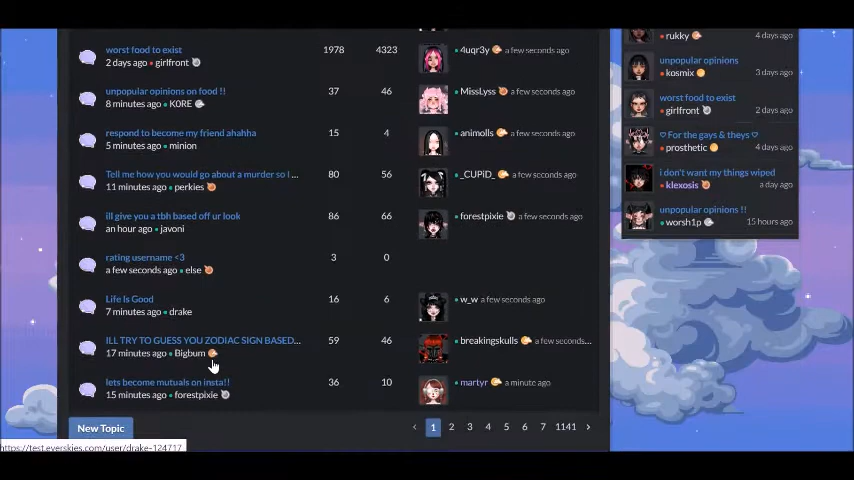 worst food to exist 1978 4323 4uqr3y a few seconds ago
2 days ago girlfront
unpopular opinions on food !! 37 46 MissLyss a few seconds ago
8 minutes ago KORE
respond to become my friend ahahha 15 4 animolls a few seconds ago
5 minutes ago minion
Tell me how you would go about a murder so I ... 80 56 _CUPiD_ a few seconds ago
11 minutes ago perkies
ill give you a tbh based off ur look 86 66 forestpixie a few seconds ago
an hour ago javoni
rating username <3 3 0
a few seconds ago else
Life Is Good 16 6 w_w a few seconds ago
7 minutes ago drake
ILL TRY TO GUESS YOU ZODIAC SIGN BASED... 59 46 breakingskulls a few seconds...
17 minutes ago Bigbum
lets become mutuals on insta!! 36 10 martyr a minute ago
15 minutes ago forestpixie
New Topic
‹ 1 2 3 4 5 6 7 1141 ›
https://test.everskies.com/user/drake-124717
rukky 4 days ago
unpopular opinions
kosmix 3 days ago
worst food to exist
girlfront 2 days ago
♡ For the gays & theys ♡
prosthetic 4 days ago
i don't want my things wiped
klexosis a day ago
unpopular opinions !!
worsh1p 15 hours ago